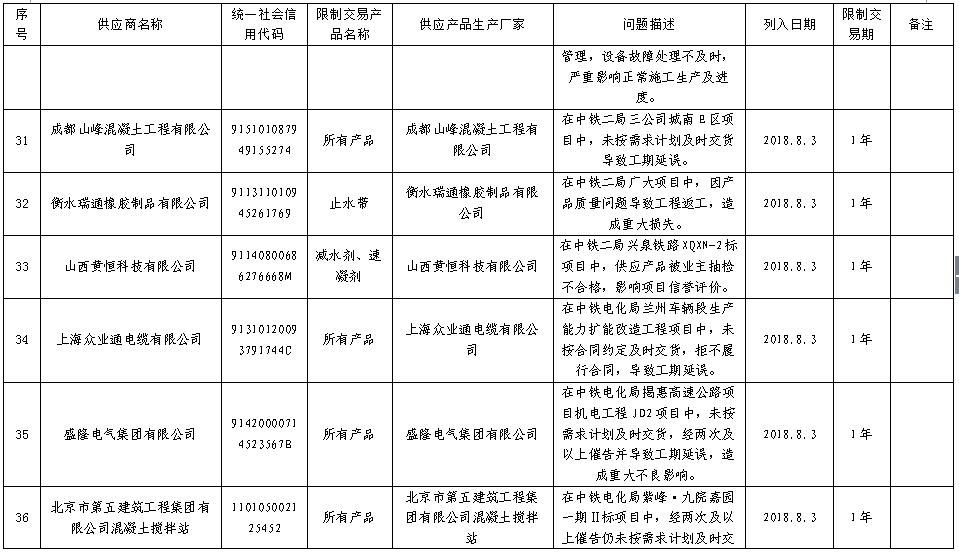 序号 供应商名称 统一社会信用代码 限制交易产品名称 供应产品生产厂家 问题描述 列入日期 限制交易期 备注
管理，设备故障处理不及时，
严重影响正常施工生产及进
度。
31
成都山峰混凝土工程有限公
司
9151010879
49155274
所有产品
成都山峰混凝土工程有
限公司
在中铁二局三公司城南E区项
目中，未按需求计划及时交货
导致工期延误。
2018.8.3
1年
32
衡水瑞通橡胶制品有限公司
9113110109
45261769
止水带
衡水瑞通橡胶制品有限
公司
在中铁二局广大项目中，因产
品质量问题导致工程返工，造
成重大损失。
2018.8.3
1年
33
山西黄恒科技有限公司
9114080068
6276668M
减水剂、速
凝剂
山西黄恒科技有限公司
在中铁二局兴泉铁路XQXN-2标
项目中，供应产品被业主抽检
不合格，影响项目信誉评价。
2018.8.3
1年
34
上海众业通电缆有限公司
9131012009
3791744C
所有产品
上海众业通电缆有限公
司
在中铁电化局兰州车辆段生产
能力扩能改造工程项目中，未
按合同约定及时交货，拒不履
行合同，导致工期延误。
2018.8.3
1年
35
盛隆电气集团有限公司
9142000071
4523567B
所有产品
盛隆电气集团有限公司
在中铁电化局揭惠高速公路项
目机电工程JD2项目中，未按
需求计划及时交货，经两次及
以上催告并导致工期延误，造
成重大不良影响。
2018.8.3
1年
36
北京市第五建筑工程集团有
限公司混凝土搅拌站
1101050021
25452
所有产品
北京市第五建筑工程集
团有限公司混凝土搅拌
站
在中铁电化局紫峰·九院嘉园
一期II标项目中，经两次及以
上催告仍未按需求计划及时交
2018.8.3
1年